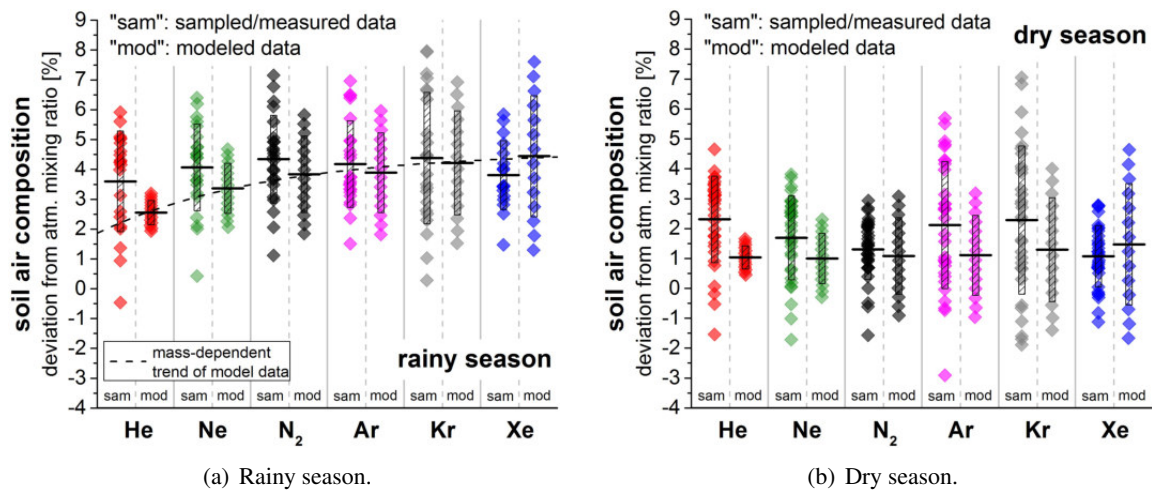 "sam": sampled/measured data
"mod": modeled data
soil air composition
deviation from atm. mixing ratio [%]
9
8
7
6
5
4
3
2
1
0
-1
-2
-3
-4
mass-dependent
trend of model data
rainy season
sam mod sam mod sam mod sam mod sam mod sam mod
He Ne N₂ Ar Kr Xe
(a) Rainy season.
"sam": sampled/measured data
"mod": modeled data
dry season
soil air composition
deviation from atm. mixing ratio [%]
9
8
7
6
5
4
3
2
1
0
-1
-2
-3
-4
sam mod sam mod sam mod sam mod sam mod sam mod
He Ne N₂ Ar Kr Xe
(b) Dry season.